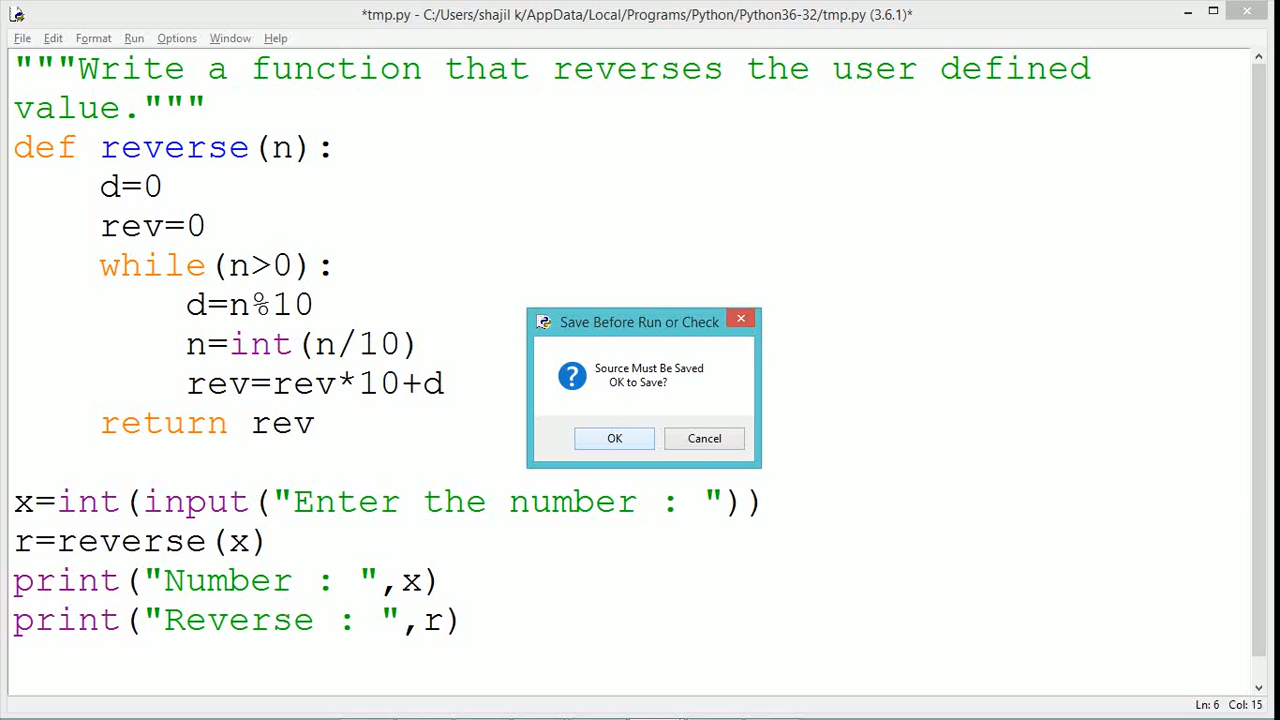 *tmp.py - C:/Users/shajil k/AppData/Local/Programs/Python/Python36-32/tmp.py (3.6.1)*
File Edit Format Run Options Window Help
"""Write a function that reverses the user defined
value."""
def reverse(n):
    d=0
    rev=0
    while(n>0):
        d=n%10
        n=int(n/10)
        rev=rev*10+d
    return rev
Save Before Run or Check
Source Must Be Saved
OK to Save?
OK Cancel
x=int(input("Enter the number : "))
r=reverse(x)
print("Number : ",x)
print("Reverse : ",r)
Ln: 6 Col: 15